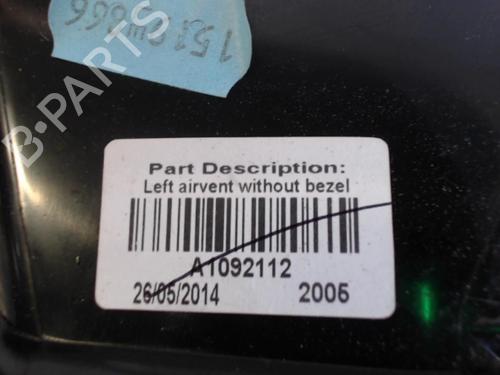 B-PARTS
Part Description:
Left airvent without bezel
A1092112
26/05/2014 2005